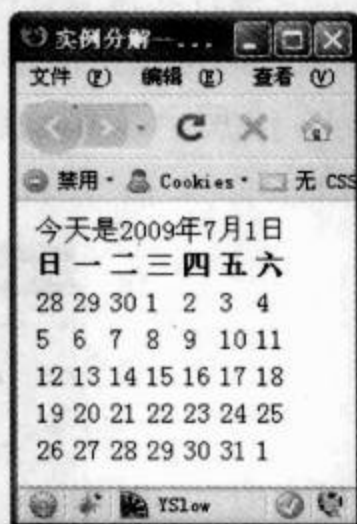 实例分解一...
文件(F) 编辑(E) 查看(V)
禁用 Cookies 无 CSS
今天是2009年7月1日
日 一 二 三 四 五 六
28 29 30 1 2 3 4
5 6 7 8 9 10 11
12 13 14 15 16 17 18
19 20 21 22 23 24 25
26 27 28 29 30 31 1
YSlow